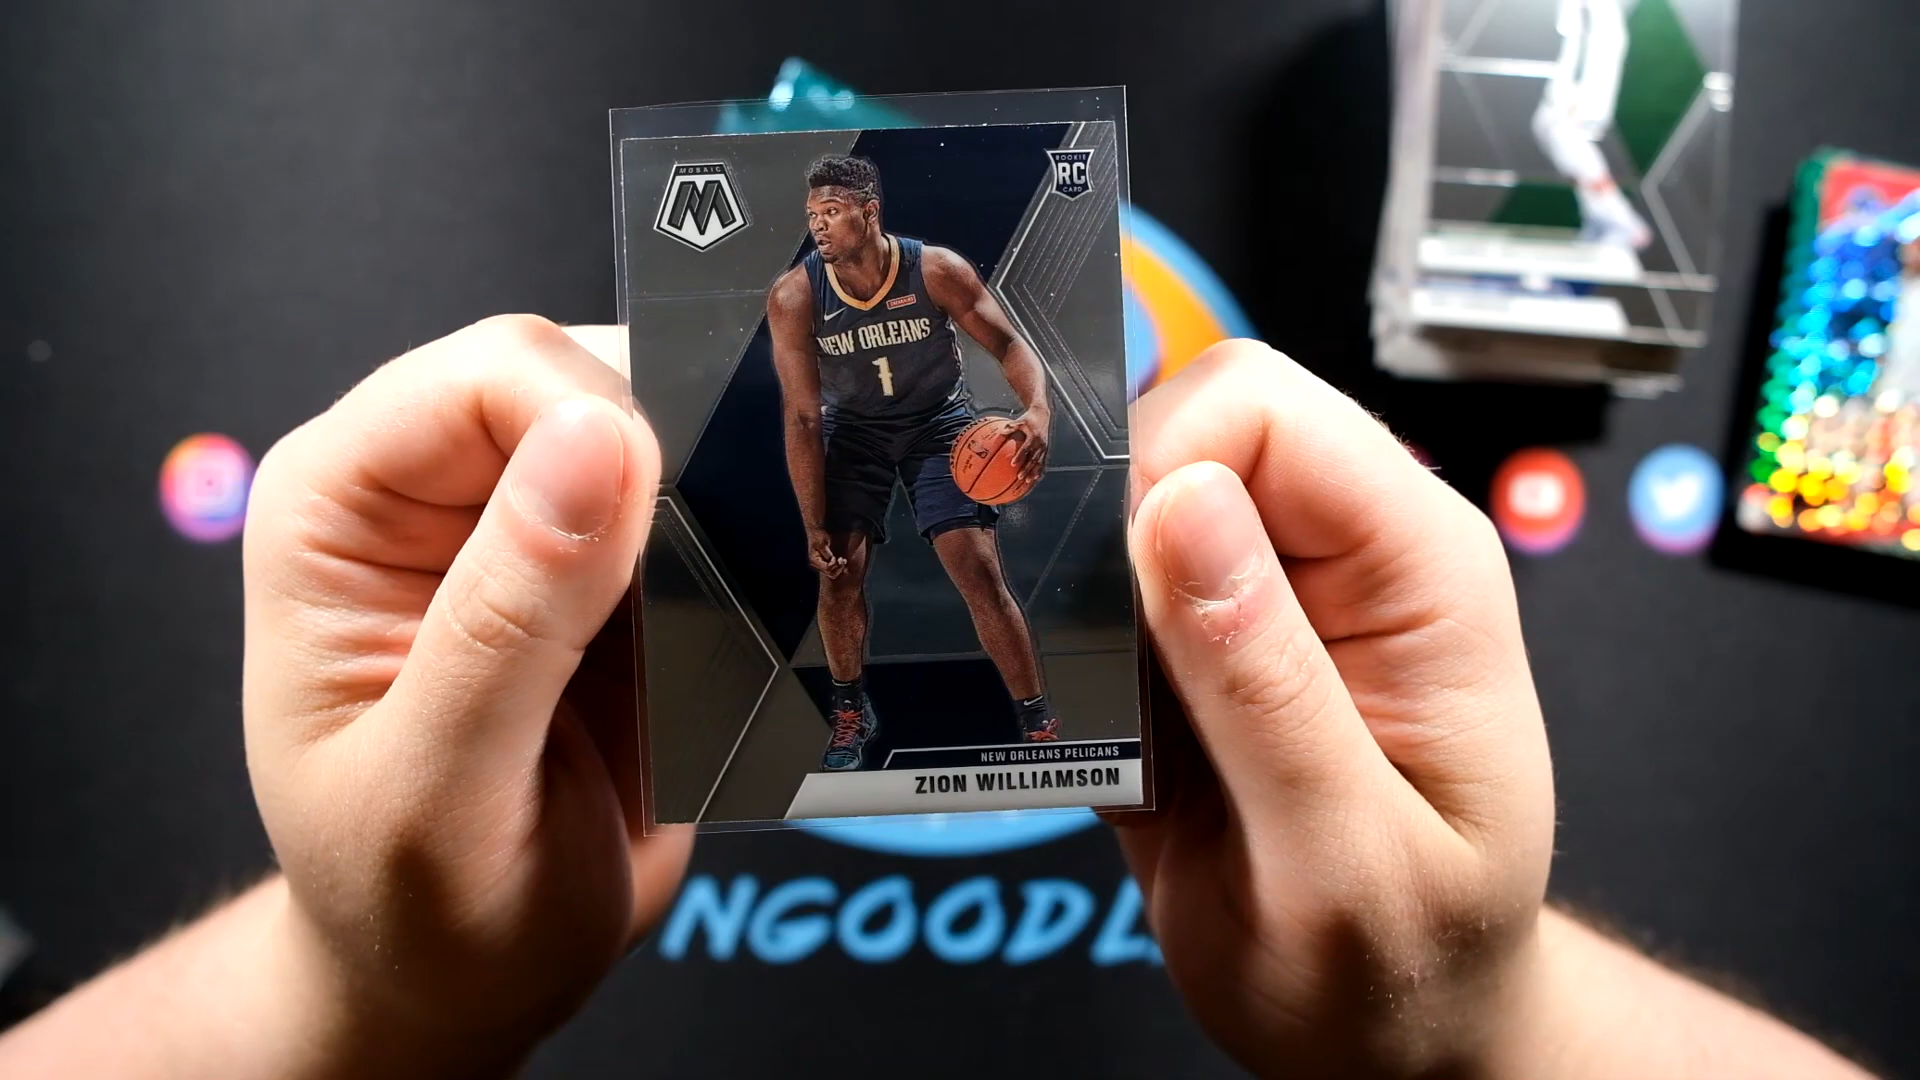 MOSAIC
ROOKIE
RC
CARD
NEW ORLEANS
1
NEW ORLEANS PELICANS
ZION WILLIAMSON
NGOODL